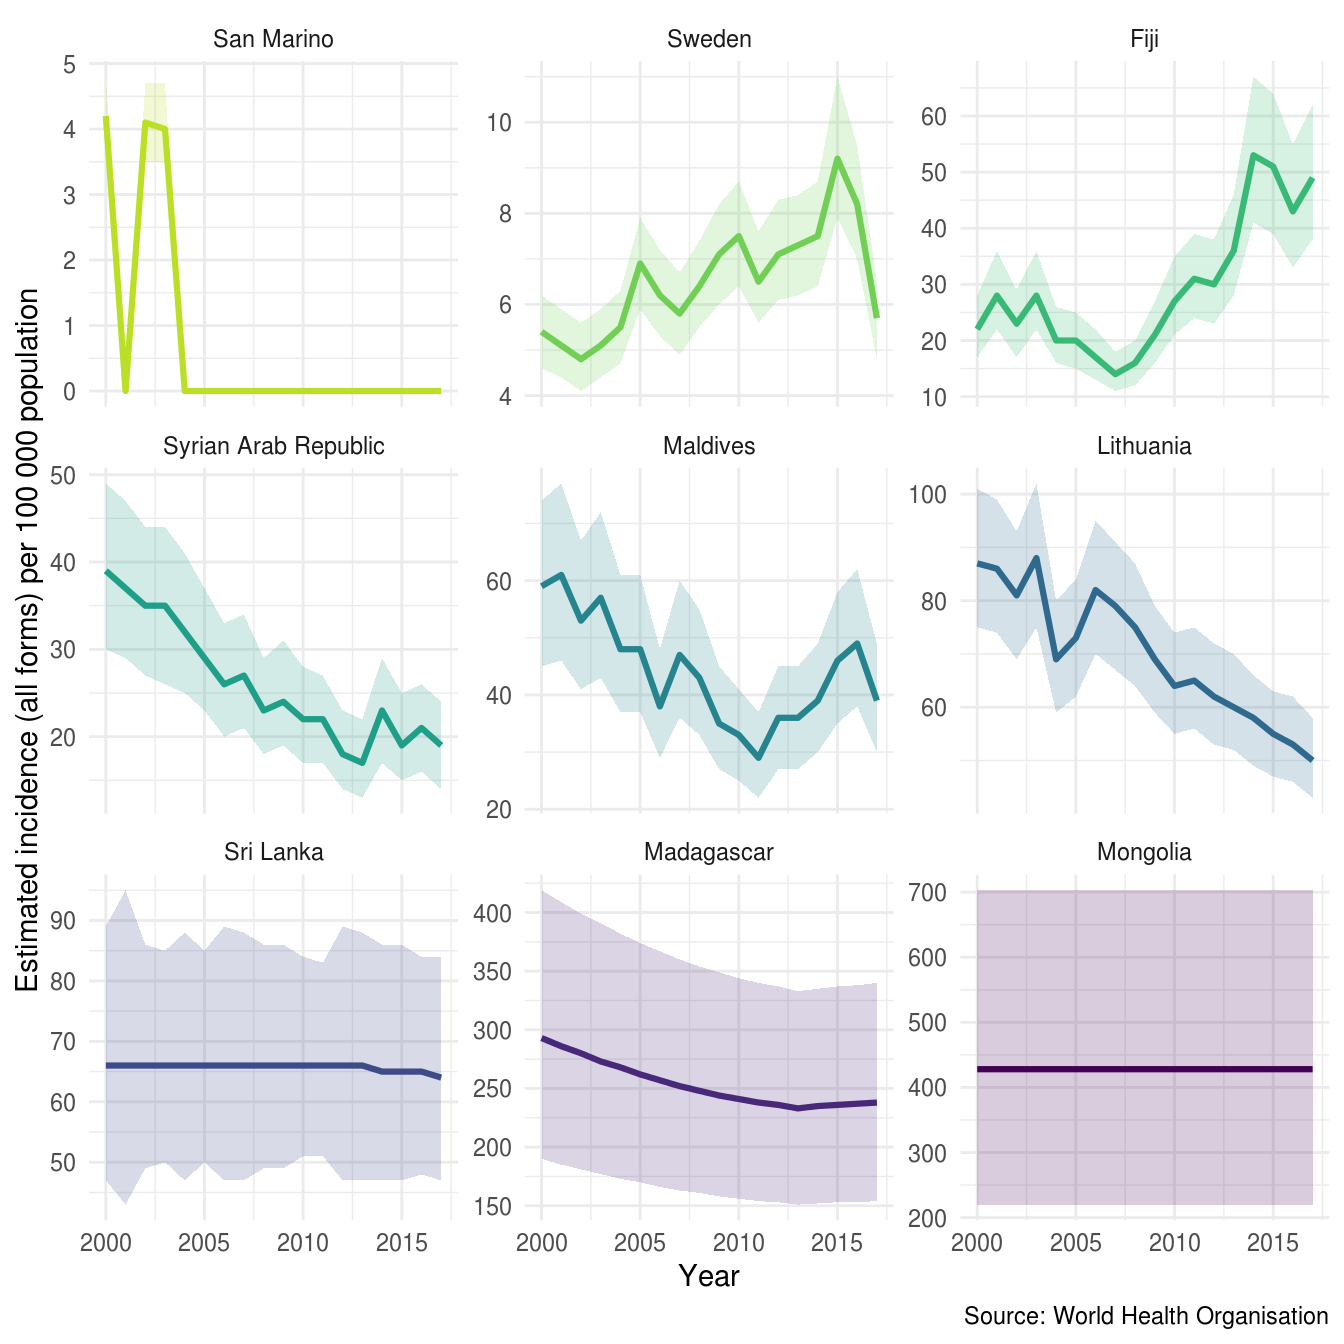 San Marino
Sweden
Fiji
5
4
3
2
1
0
10
8
6
4
60
50
40
30
20
10
Syrian Arab Republic
Maldives
Lithuania
50
40
30
20
60
40
20
100
80
60
Sri Lanka
Madagascar
Mongolia
90
80
70
60
50
400
350
300
250
200
150
700
600
500
400
300
200
2000 2005 2010 2015
2000 2005 2010 2015
2000 2005 2010 2015
Estimated incidence (all forms) per 100 000 population
Year
Source: World Health Organisation